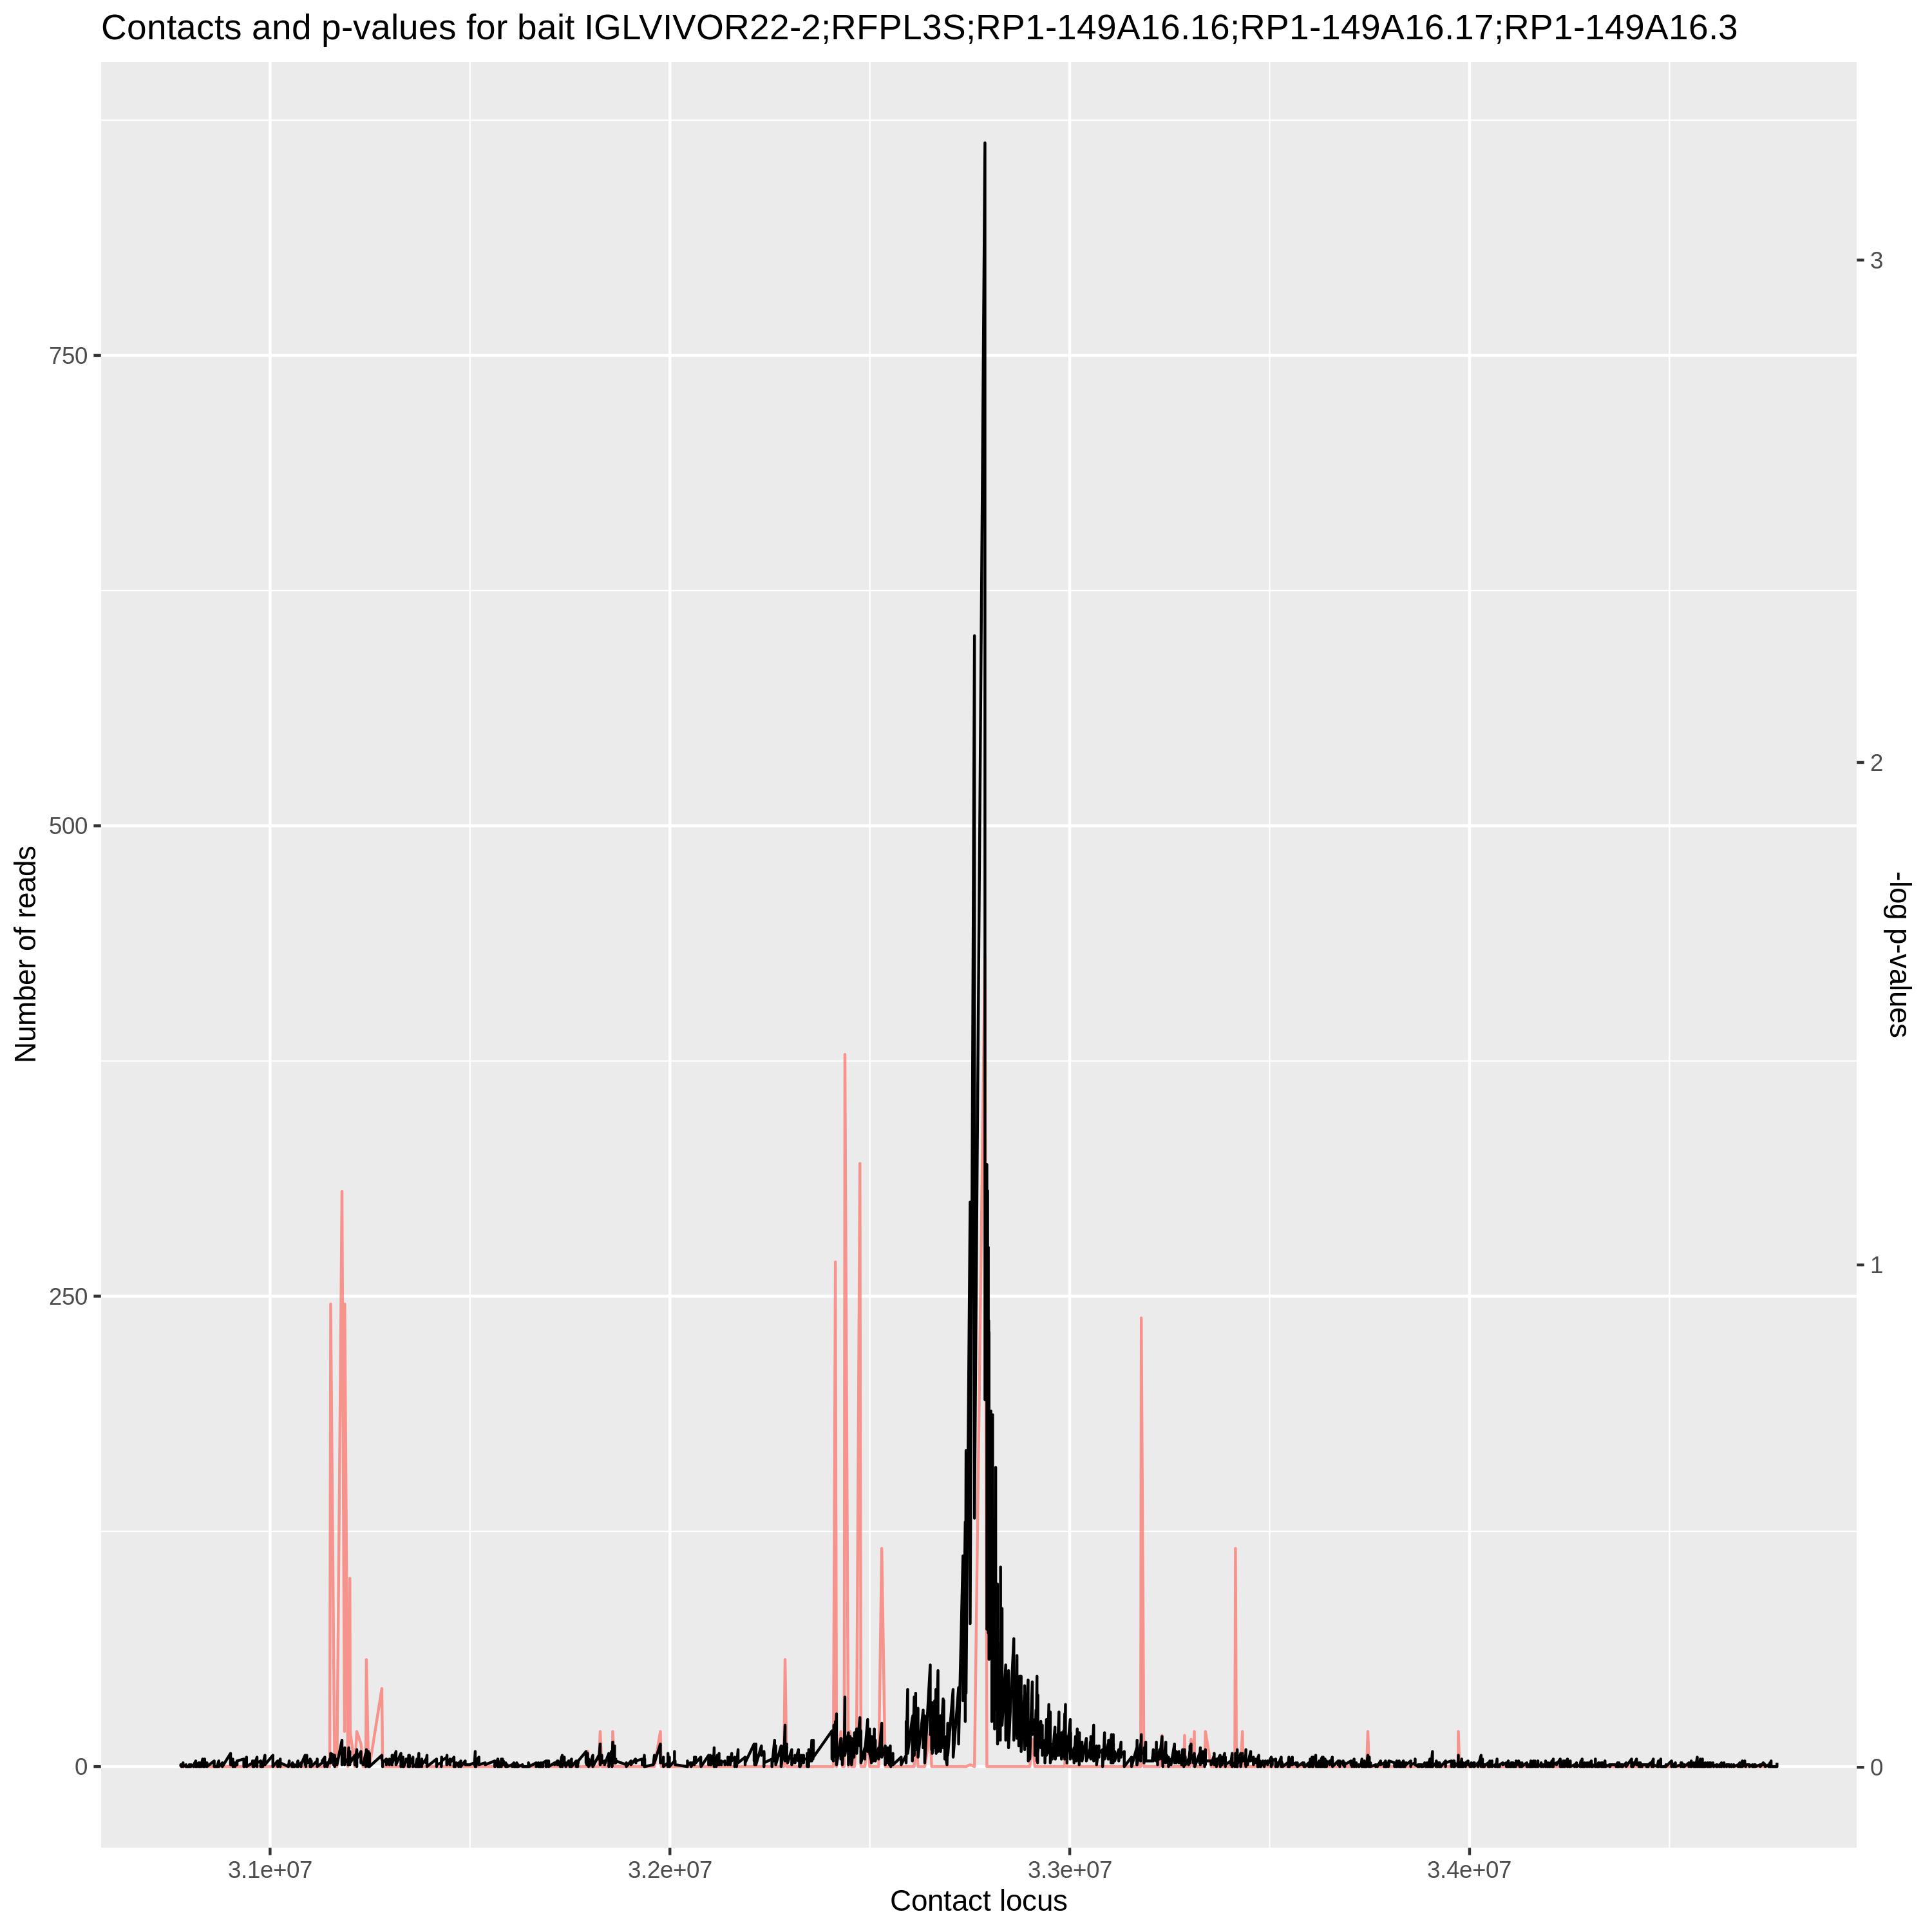 Contacts and p-values for bait IGLVIVOR22-2;RFPL3S;RP1-149A16.16;RP1-149A16.17;RP1-149A16.3
Number of reads
750
500
250
0
3
2
1
0
-log p-values
3.1e+07
3.2e+07
3.3e+07
3.4e+07
Contact locus